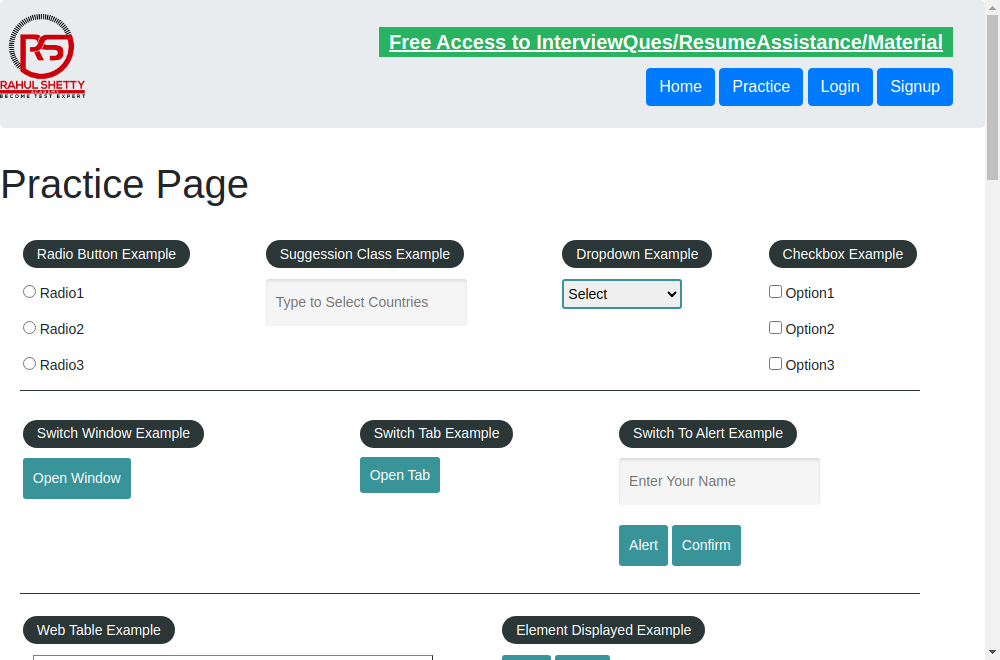 RS
RAHUL SHETTY
ACADEMY
BECOME TEST EXPERT
Free Access to InterviewQues/ResumeAssistance/Material
Home Practice Login Signup
Practice Page
Radio Button Example
Radio1
Radio2
Radio3
Suggession Class Example
Type to Select Countries
Dropdown Example
Select
Checkbox Example
Option1
Option2
Option3
Switch Window Example
Open Window
Switch Tab Example
Open Tab
Switch To Alert Example
Enter Your Name
Alert Confirm
Web Table Example
Element Displayed Example